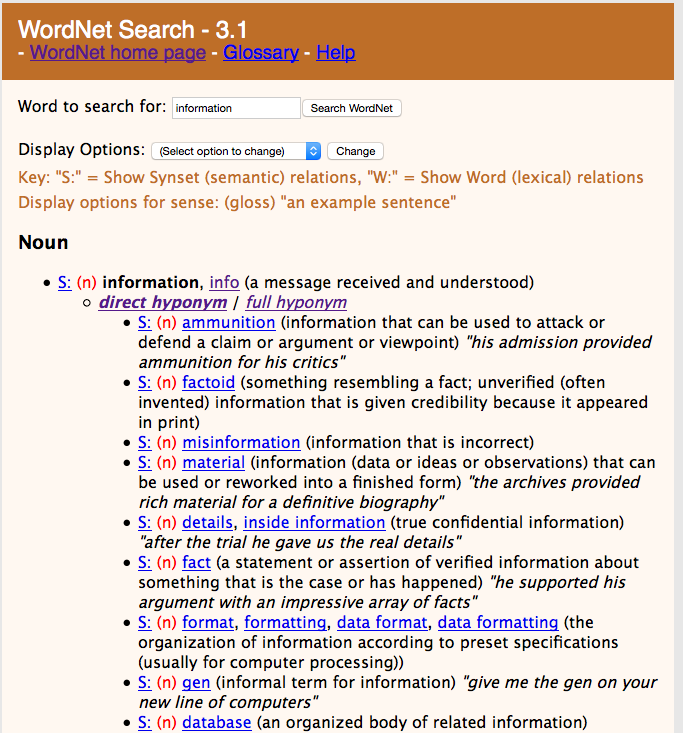 WordNet Search - 3.1
- WordNet home page - Glossary - Help
Word to search for: information Search WordNet
Display Options: (Select option to change) Change
Key: "S:" = Show Synset (semantic) relations, "W:" = Show Word (lexical) relations
Display options for sense: (gloss) "an example sentence"
Noun
• S: (n) information, info (a message received and understood)
○ direct hyponym / full hyponym
• S: (n) ammunition (information that can be used to attack or
defend a claim or argument or viewpoint) "his admission provided
ammunition for his critics"
• S: (n) factoid (something resembling a fact; unverified (often
invented) information that is given credibility because it appeared
in print)
• S: (n) misinformation (information that is incorrect)
• S: (n) material (information (data or ideas or observations) that can
be used or reworked into a finished form) "the archives provided
rich material for a definitive biography"
• S: (n) details, inside information (true confidential information)
"after the trial he gave us the real details"
• S: (n) fact (a statement or assertion of verified information about
something that is the case or has happened) "he supported his
argument with an impressive array of facts"
• S: (n) format, formatting, data format, data formatting (the
organization of information according to preset specifications
(usually for computer processing))
• S: (n) gen (informal term for information) "give me the gen on your
new line of computers"
• S: (n) database (an organized body of related information)